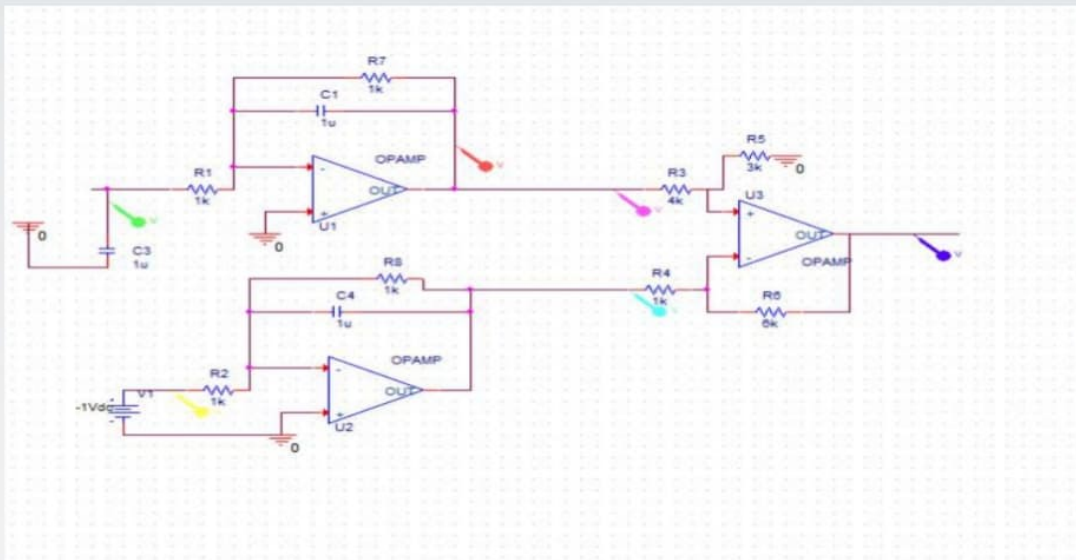 R7
1k
C1
1u
OPAMP
R1
1k
OUT
U1
0
0
C3
1u
R5
3k
0
R3
4k
U3
OUT
OPAMP
R8
1k
C4
1u
R4
1k
R6
6k
OPAMP
R2
1k
V1
-1Vdc
OUT
U2
0